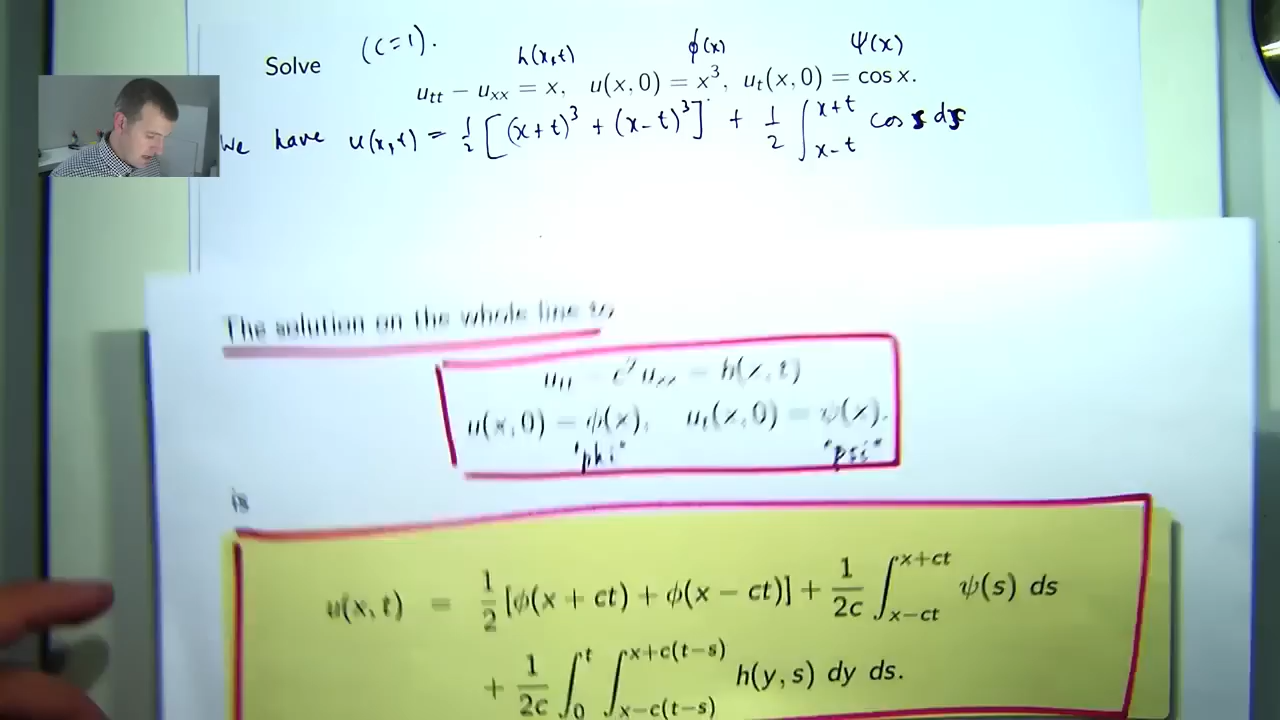 Solve (c=1).
h(x,t) ϕ(x) ψ(x)
u_tt − u_xx = x, u(x,0) = x³, u_t(x,0) = cos x.
We have u(x,t) = ½ [(x+t)³ + (x-t)³] + ½ ∫_{x-t}^{x+t} cos s ds
The solution on the whole line to
u_tt − c² u_xx = h(x,t)
u(x,0) = ϕ(x), u_t(x,0) = ψ(x).
"phi" "psi"
is
u(x,t) = ½ [ϕ(x + ct) + ϕ(x − ct)] + 1/2c ∫_{x−ct}^{x+ct} ψ(s) ds
+ 1/2c ∫_0^t ∫_{x−c(t−s)}^{x+c(t−s)} h(y,s) dy ds.